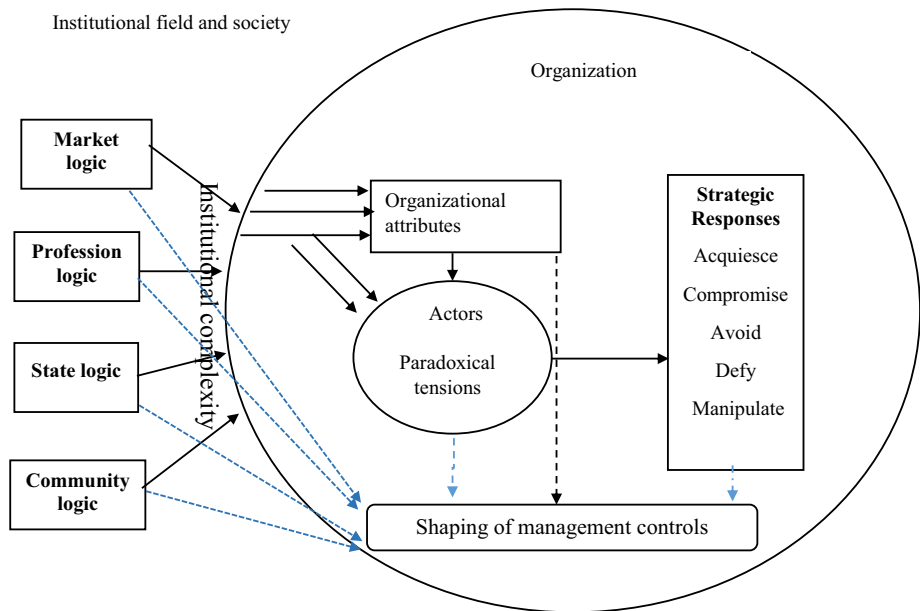 Institutional field and society
Organization
Market
logic
Profession
logic
State logic
Community
logic
Institutional complexity
Organizational
attributes
Actors
Paradoxical
tensions
Strategic
Responses
Acquiesce
Compromise
Avoid
Defy
Manipulate
Shaping of management controls